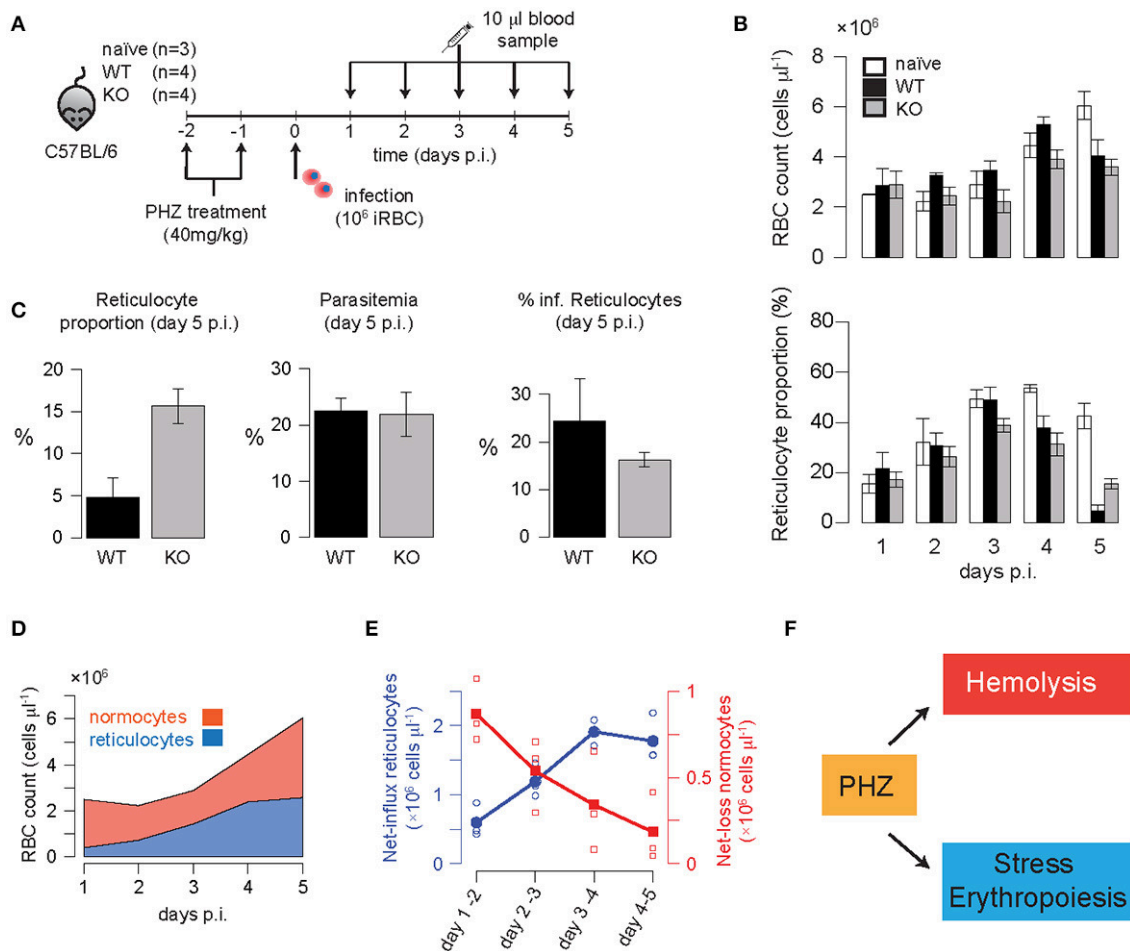 A
naïve (n=3)
WT (n=4)
KO (n=4)
C57BL/6
10 µl blood
sample
-2 -1 0 1 2 3 4 5
time (days p.i.)
PHZ treatment
(40mg/kg)
infection
(10⁶ iRBC)
B
×10⁶
RBC count (cells µl⁻¹)
8
6
4
2
0
naïve
WT
KO
Reticulocyte proportion (%)
80
60
40
20
0
1 2 3 4 5
days p.i.
C
Reticulocyte
proportion (day 5 p.i.)
%
20
15
10
5
0
WT KO
Parasitemia
(day 5 p.i.)
%
30
20
10
0
WT KO
% inf. Reticulocytes
(day 5 p.i.)
%
30
20
10
0
WT KO
D
×10⁶
RBC count (cells µl⁻¹)
6
4
2
0
normocytes
reticulocytes
1 2 3 4 5
days p.i.
E
Net-influx reticulocytes
(×10⁶ cells µl⁻¹)
2
1
0
1
0.5
0
Net-loss normocytes
(×10⁶ cells µl⁻¹)
day 1 -2
day 2 -3
day 3 -4
day 4-5
F
PHZ
Hemolysis
Stress
Erythropoiesis